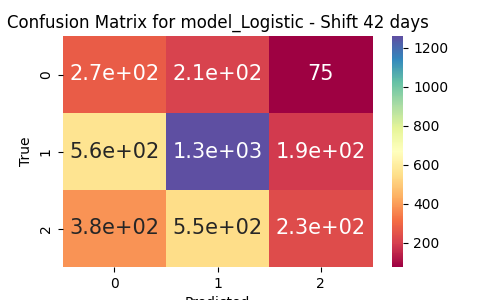 Confusion Matrix for model_Logistic - Shift 42 days
0 2.7e+02 2.1e+02 75
1 5.6e+02 1.3e+03 1.9e+02
2 3.8e+02 5.5e+02 2.3e+02
0 1 2
True
Predicted
1200
1000
800
600
400
200